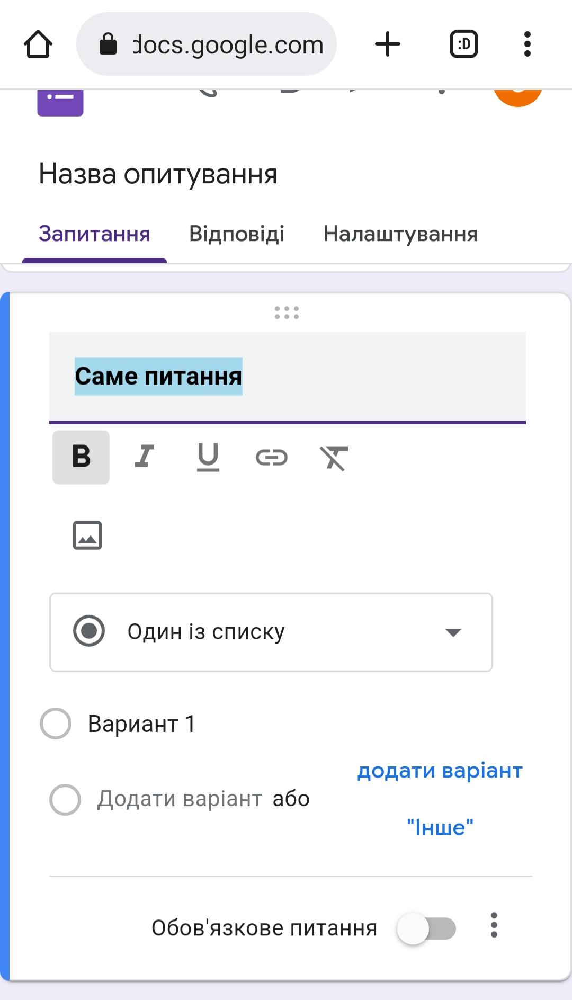 docs.google.com
:D
Назва опитування
Запитання Відповіді Налаштування
Саме питання
B I U
Один із списку
Вариант 1
Додати варіант або додати варіант
"Інше"
Обов'язкове питання